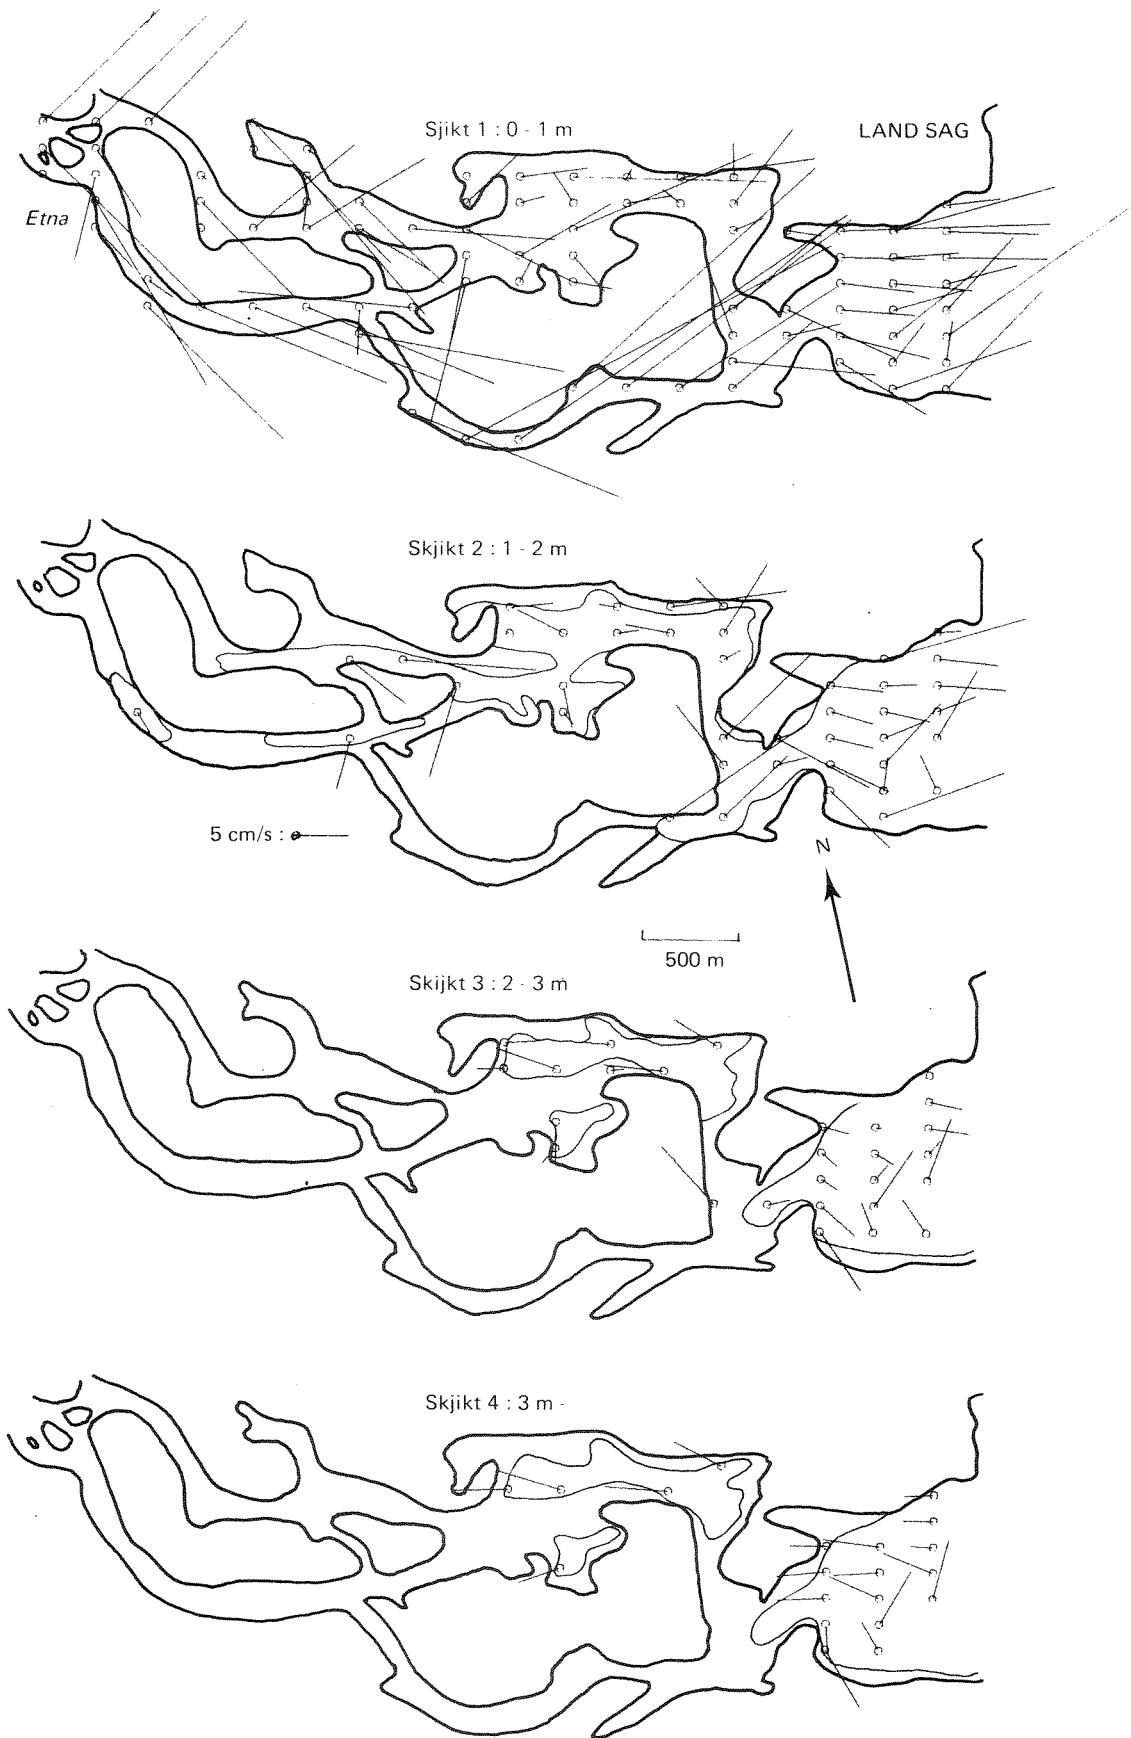 Sjikt 1 : 0 - 1 m
LAND SAG
Etna
Skjikt 2 : 1 - 2 m
5 cm/s :
N
500 m
Skijkt 3 : 2 - 3 m
Skjikt 4 : 3 m -